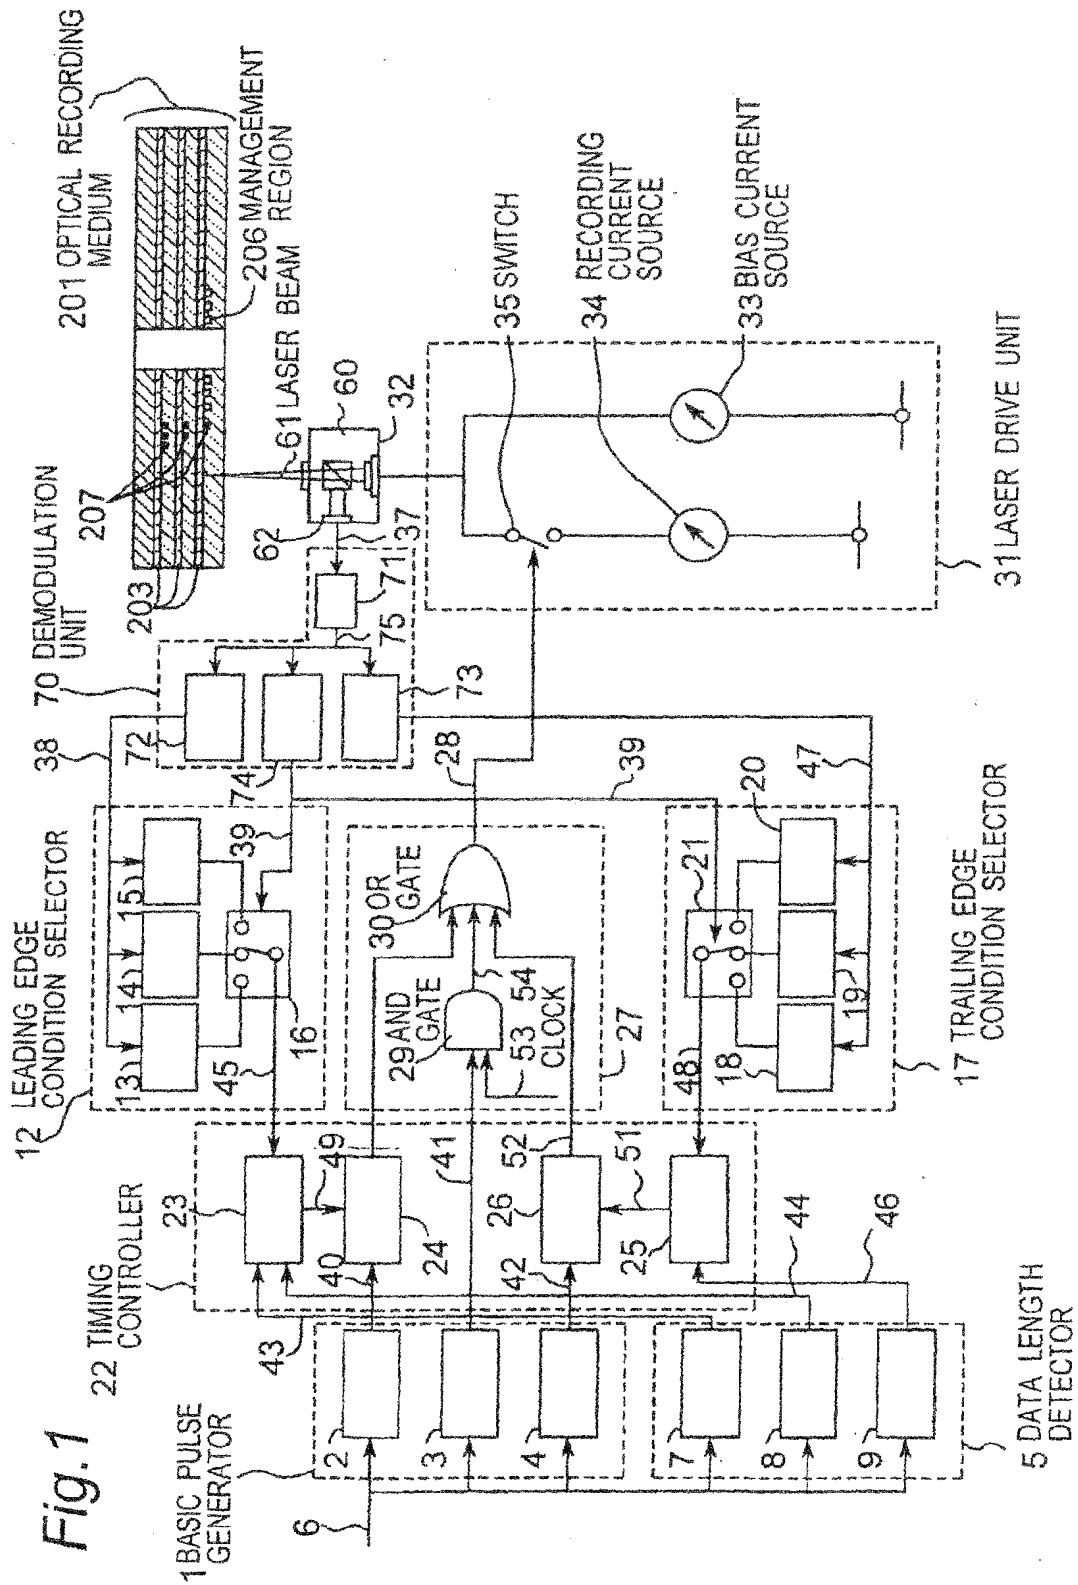 Fig.1
1 BASIC PULSE
GENERATOR
22 TIMING
CONTROLLER
12 LEADING EDGE
CONDITION SELECTOR
38
70 DEMODULATION
UNIT
203
207
201 OPTICAL RECORDING
MEDIUM
206 MANAGEMENT
REGION
61 LASER BEAM
60
32
62
37
71
75
72
74
73
13
14
15
39
16
45
23
49
24
40
43
6
2
3
4
41
42
26
52
51
25
44
46
7
8
9
5 DATA LENGTH
DETECTOR
29 AND GATE
30 OR GATE
53
CLOCK
54
27
28
39
47
48
21
18
19
20
17 TRAILING EDGE
CONDITION SELECTOR
35 SWITCH
34 RECORDING
CURRENT
SOURCE
33 BIAS CURRENT
SOURCE
31 LASER DRIVE UNIT